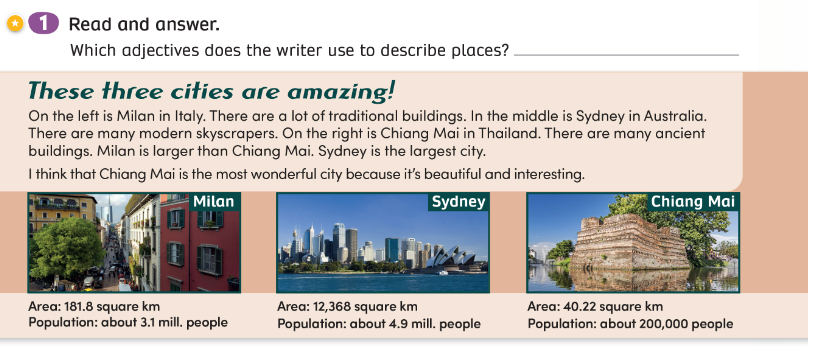 1 Read and answer.
Which adjectives does the writer use to describe places?
These three cities are amazing!
On the left is Milan in Italy. There are a lot of traditional buildings. In the middle is Sydney in Australia.
There are many modern skyscrapers. On the right is Chiang Mai in Thailand. There are many ancient
buildings. Milan is larger than Chiang Mai. Sydney is the largest city.
I think that Chiang Mai is the most wonderful city because it's beautiful and interesting.
Milan
Sydney
Chiang Mai
Area: 181.8 square km
Population: about 3.1 mill. people
Area: 12,368 square km
Population: about 4.9 mill. people
Area: 40.22 square km
Population: about 200,000 people